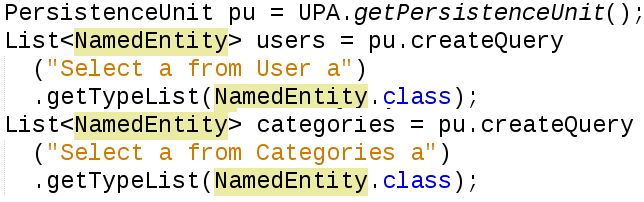 PersistenceUnit pu = UPA.getPersistenceUnit();
List<NamedEntity> users = pu.createQuery
("Select a from User a")
.getTypeList(NamedEntity.class);
List<NamedEntity> categories = pu.createQuery
("Select a from Categories a")
.getTypeList(NamedEntity.class);